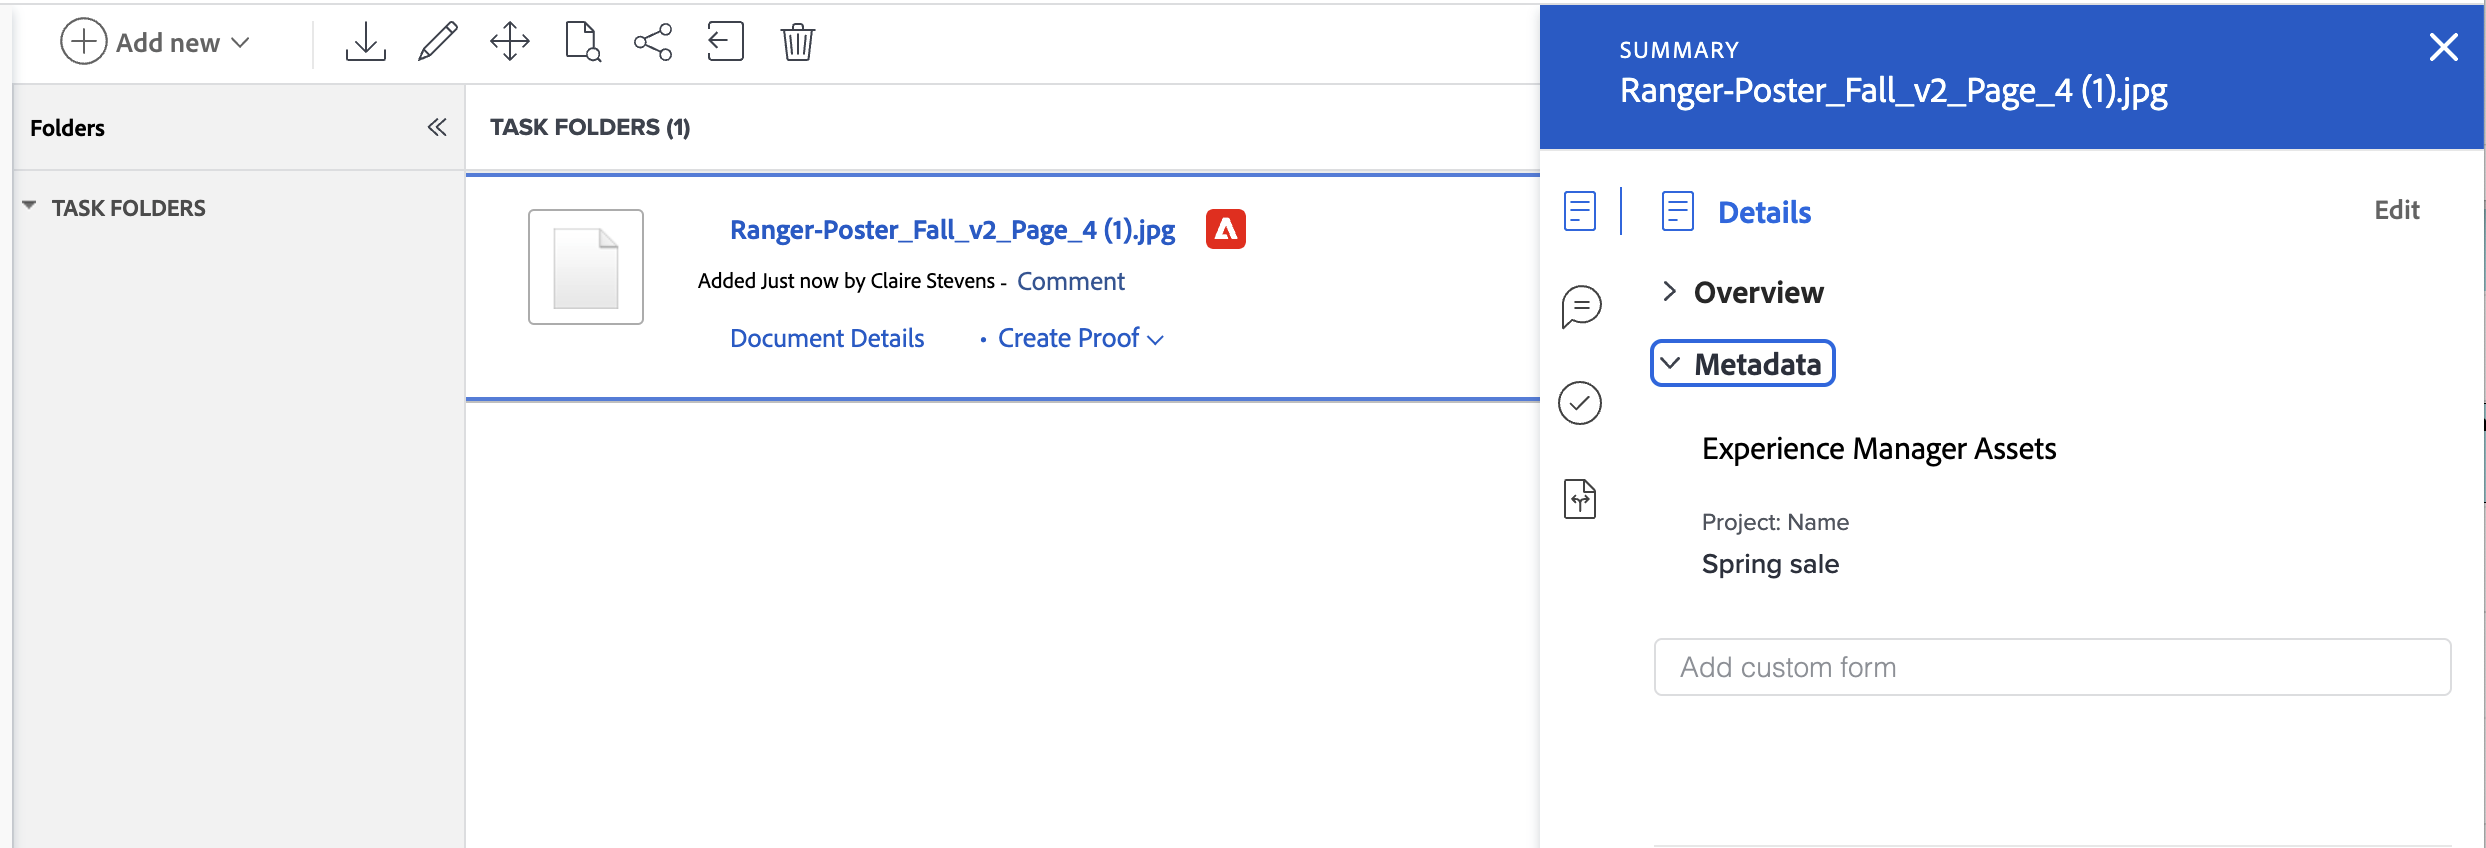 Add new
Folders
TASK FOLDERS
TASK FOLDERS (1)
Ranger-Poster_Fall_v2_Page_4 (1).jpg
Added Just now by Claire Stevens - Comment
Document Details • Create Proof
SUMMARY
Ranger-Poster_Fall_v2_Page_4 (1).jpg
Details
Edit
Overview
Metadata
Experience Manager Assets
Project: Name
Spring sale
Add custom form